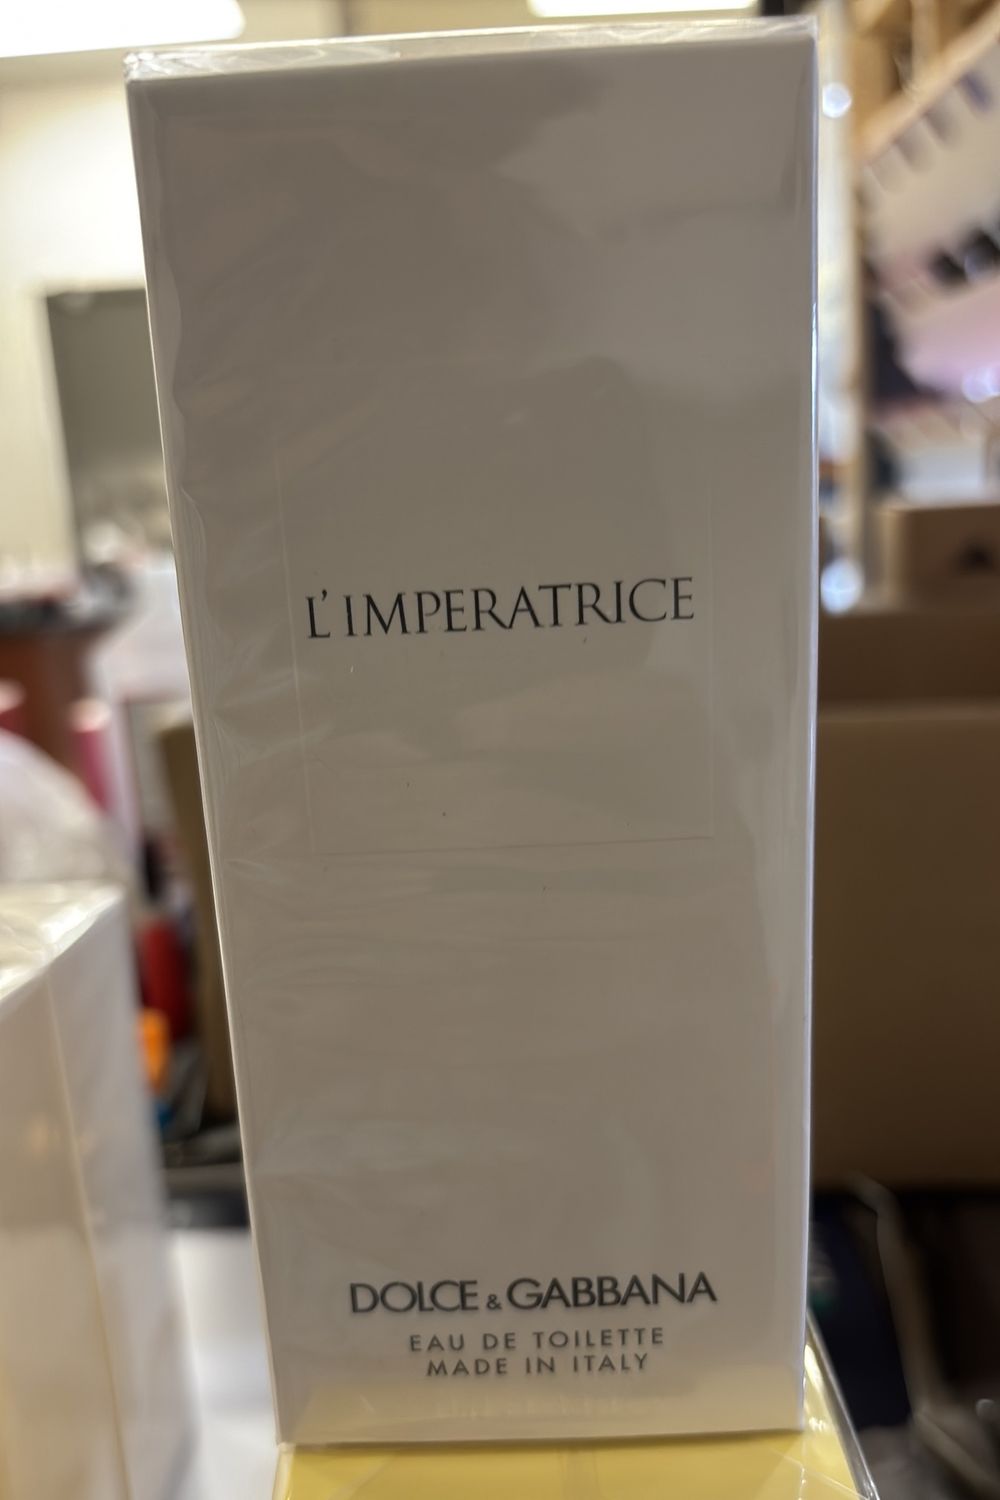 L'IMPERATRICE
DOLCE & GABBANA
EAU DE TOILETTE
MADE IN ITALY